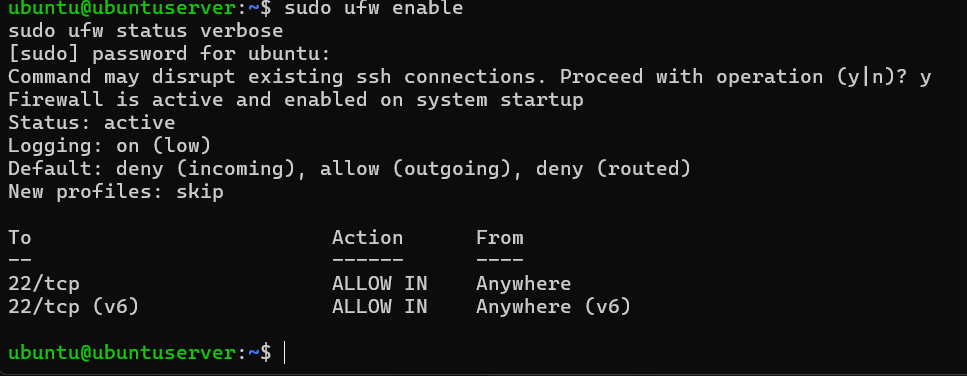 ubuntu@ubuntuserver:~$ sudo ufw enable
sudo ufw status verbose
[sudo] password for ubuntu:
Command may disrupt existing ssh connections. Proceed with operation (y|n)? y
Firewall is active and enabled on system startup
Status: active
Logging: on (low)
Default: deny (incoming), allow (outgoing), deny (routed)
New profiles: skip

To                         Action      From
--                         ------      ----
22/tcp                     ALLOW IN    Anywhere
22/tcp (v6)                ALLOW IN    Anywhere (v6)

ubuntu@ubuntuserver:~$